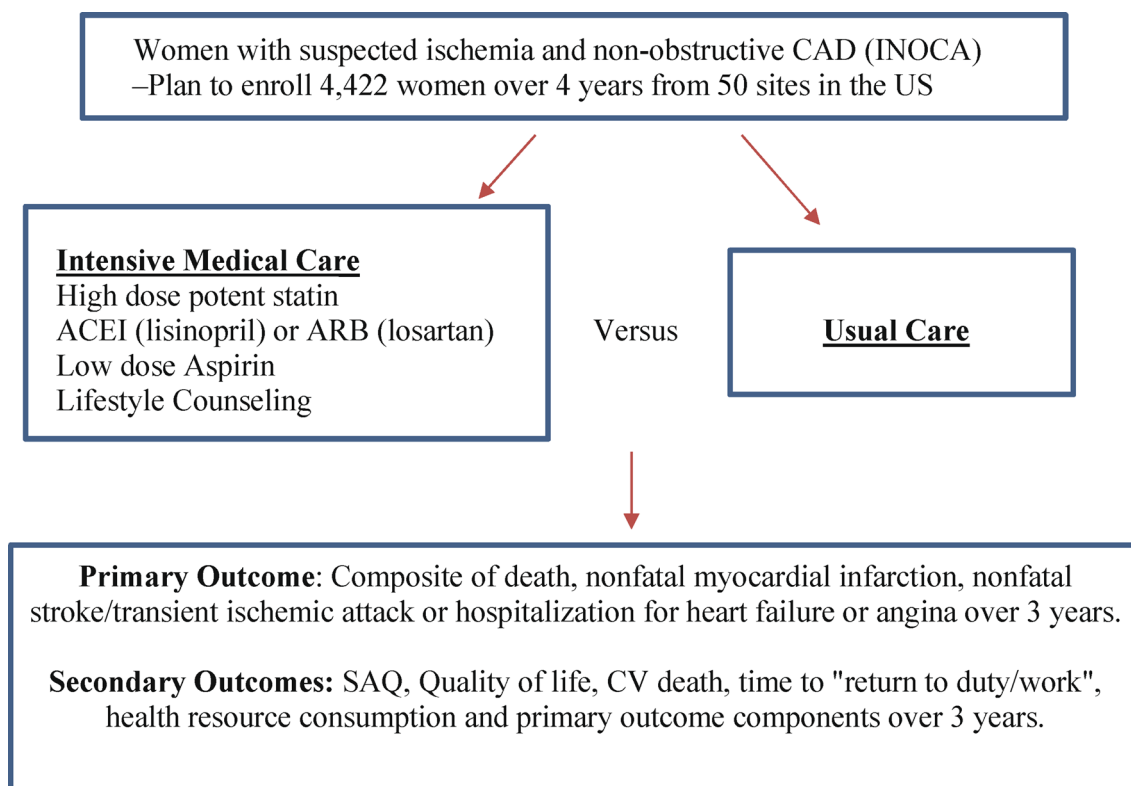 Women with suspected ischemia and non-obstructive CAD (INOCA)
–Plan to enroll 4,422 women over 4 years from 50 sites in the US
Intensive Medical Care
High dose potent statin
ACEI (lisinopril) or ARB (losartan)
Low dose Aspirin
Lifestyle Counseling
Versus
Usual Care
Primary Outcome: Composite of death, nonfatal myocardial infarction, nonfatal
stroke/transient ischemic attack or hospitalization for heart failure or angina over 3 years.
Secondary Outcomes: SAQ, Quality of life, CV death, time to "return to duty/work",
health resource consumption and primary outcome components over 3 years.